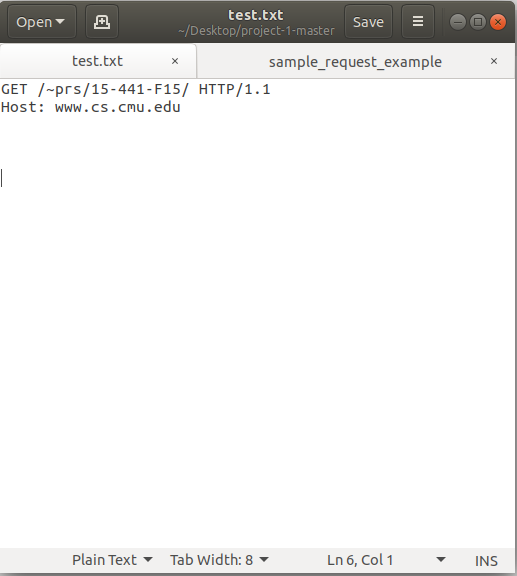 Open
test.txt
~/Desktop/project-1-master
Save
test.txt
sample_request_example
GET /~prs/15-441-F15/ HTTP/1.1
Host: www.cs.cmu.edu
Plain Text
Tab Width: 8
Ln 6, Col 1
INS